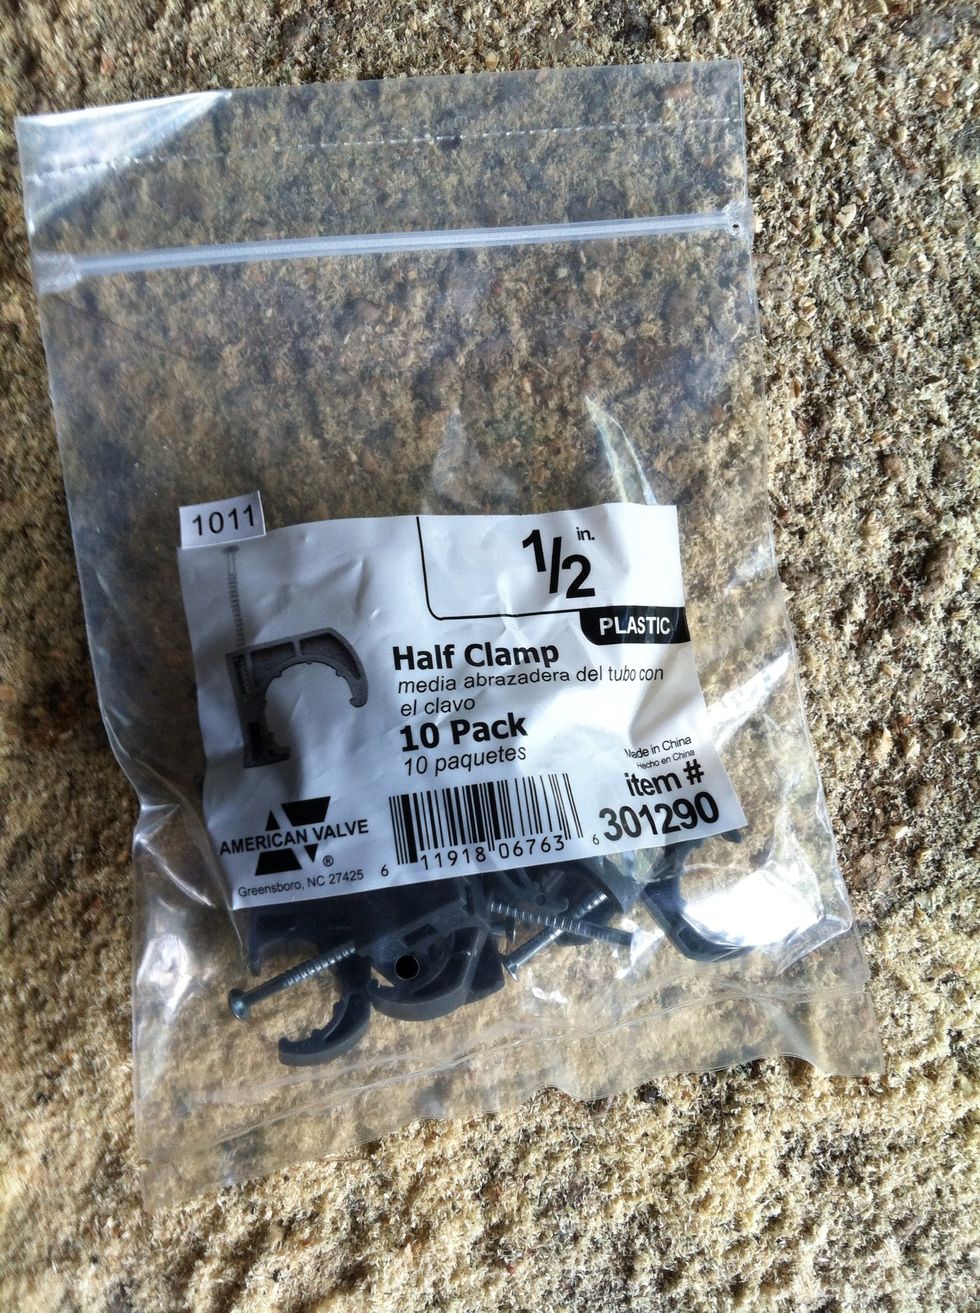 1011
1/2 in.
PLASTIC
Half Clamp
media abrazadera del tubo con
el clavo
10 Pack
10 paquetes
Made in China
Hecho en China
item #
301290
AMERICAN VALVE
®
Greensboro, NC 27425
6 11918 06763 6